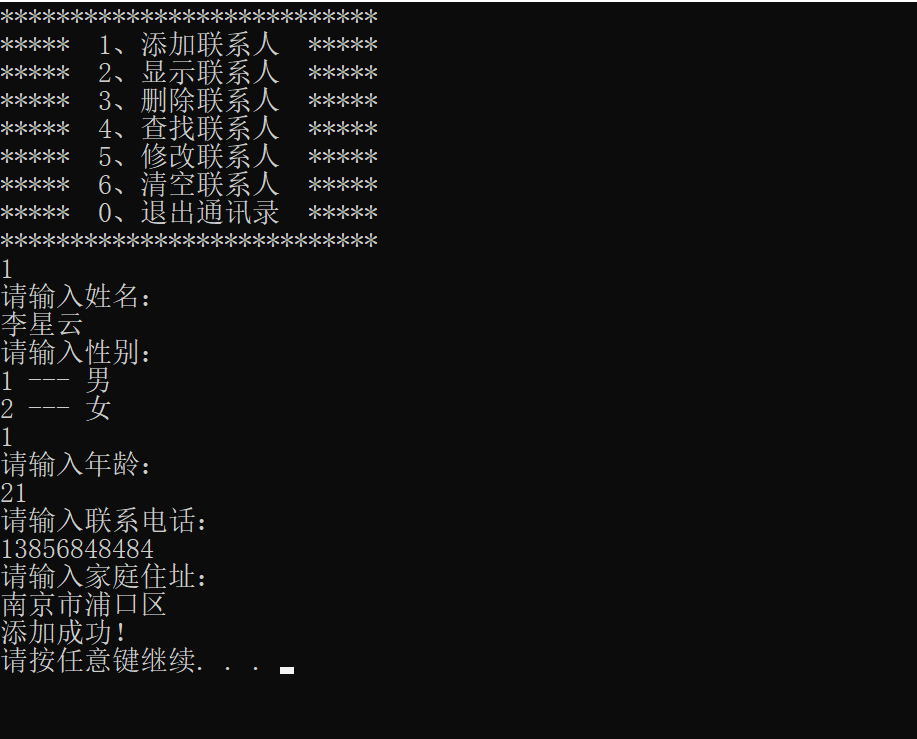 ***************************
*****  1、添加联系人  *****
*****  2、显示联系人  *****
*****  3、删除联系人  *****
*****  4、查找联系人  *****
*****  5、修改联系人  *****
*****  6、清空联系人  *****
*****  0、退出通讯录  *****
***************************
1
请输入姓名：
李星云
请输入性别：
1 --- 男
2 --- 女
1
请输入年龄：
21
请输入联系电话：
13856848484
请输入家庭住址：
南京市浦口区
添加成功！
请按任意键继续. . .